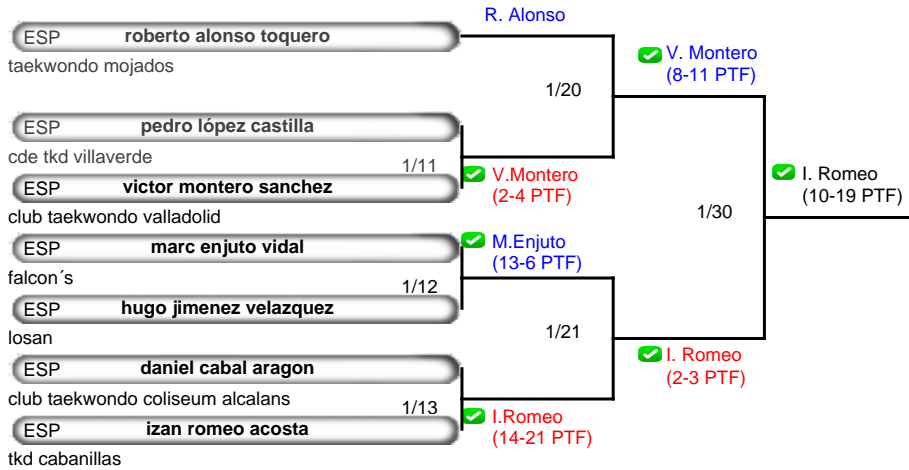 R. Alonso
ESP roberto alonso toquero
taekwondo mojados
V. Montero
(8-11 PTF)
1/20
ESP pedro lópez castilla
cde tkd villaverde
1/11
V.Montero
(2-4 PTF)
ESP victor montero sanchez
club taekwondo valladolid
I. Romeo
(10-19 PTF)
1/30
ESP marc enjuto vidal
falcon´s
M.Enjuto
(13-6 PTF)
1/12
ESP hugo jimenez velazquez
losan
1/21
I. Romeo
(2-3 PTF)
ESP daniel cabal aragon
club taekwondo coliseum alcalans
1/13
I.Romeo
(14-21 PTF)
ESP izan romeo acosta
tkd cabanillas